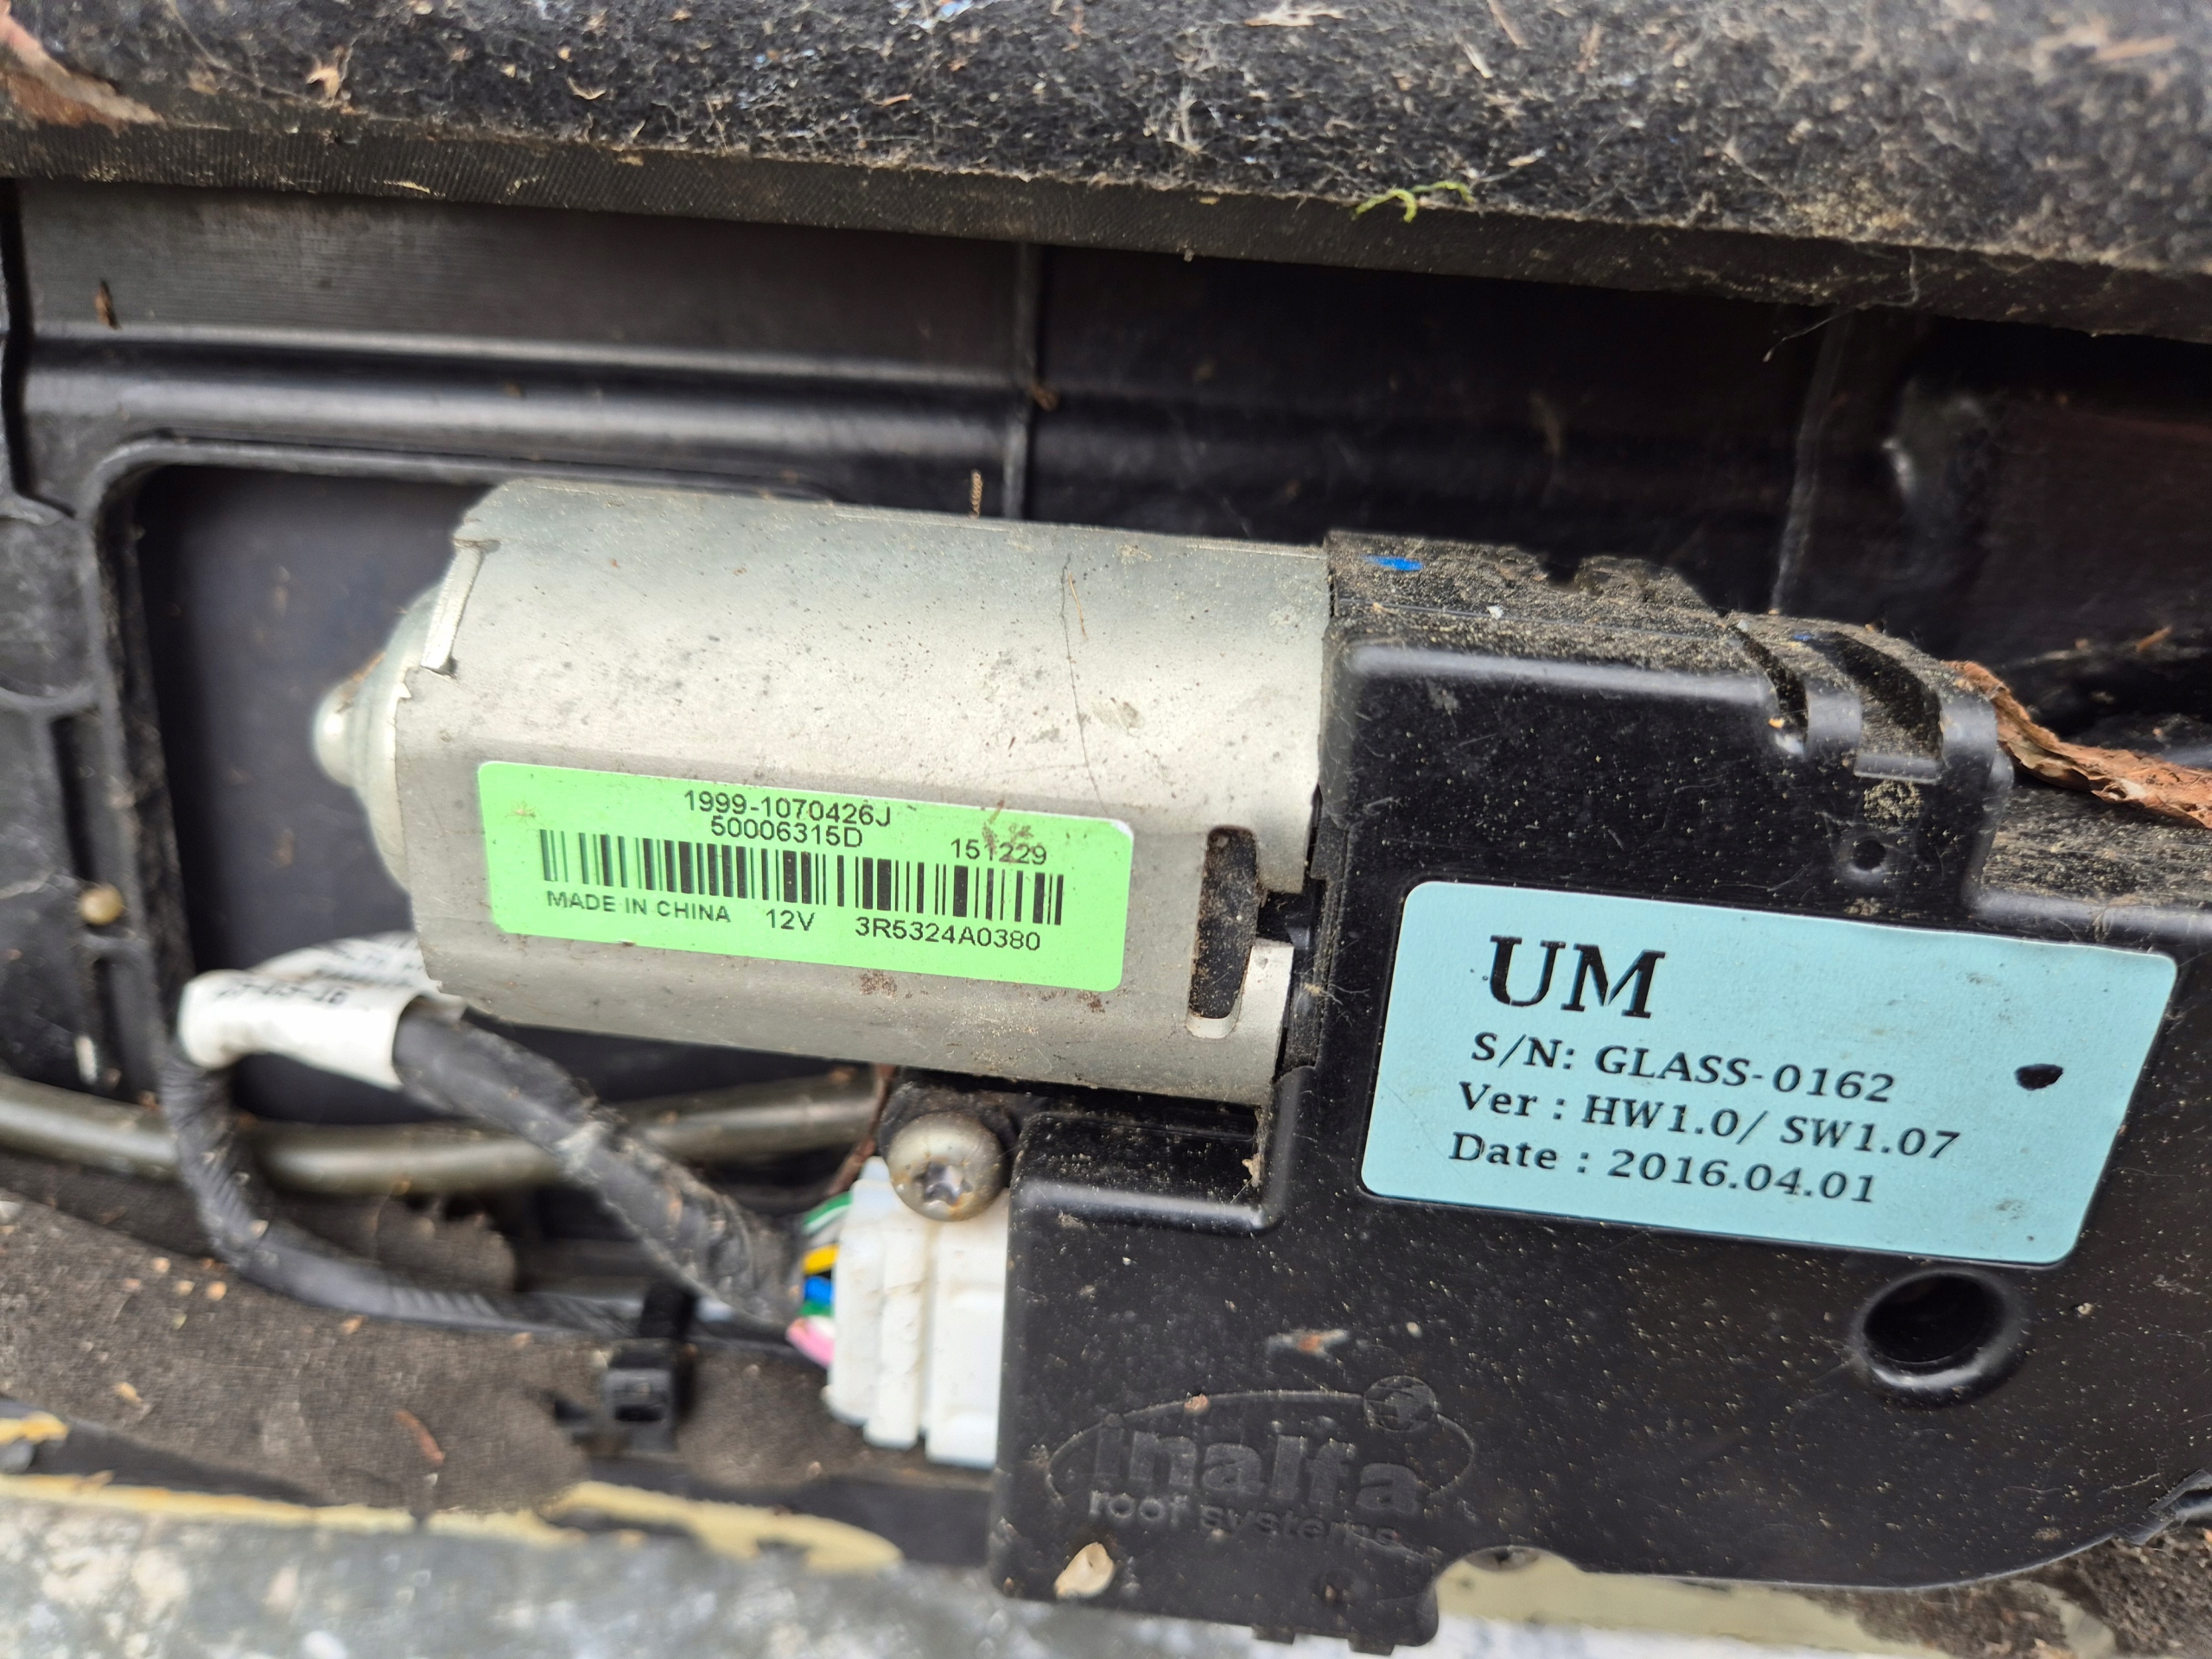 1999-1070426J
50006315D
151229
MADE IN CHINA 12V 3R5324A0380
UM
S/N: GLASS-0162
Ver : HW1.0/ SW1.07
Date : 2016.04.01
inalfa
roof systems